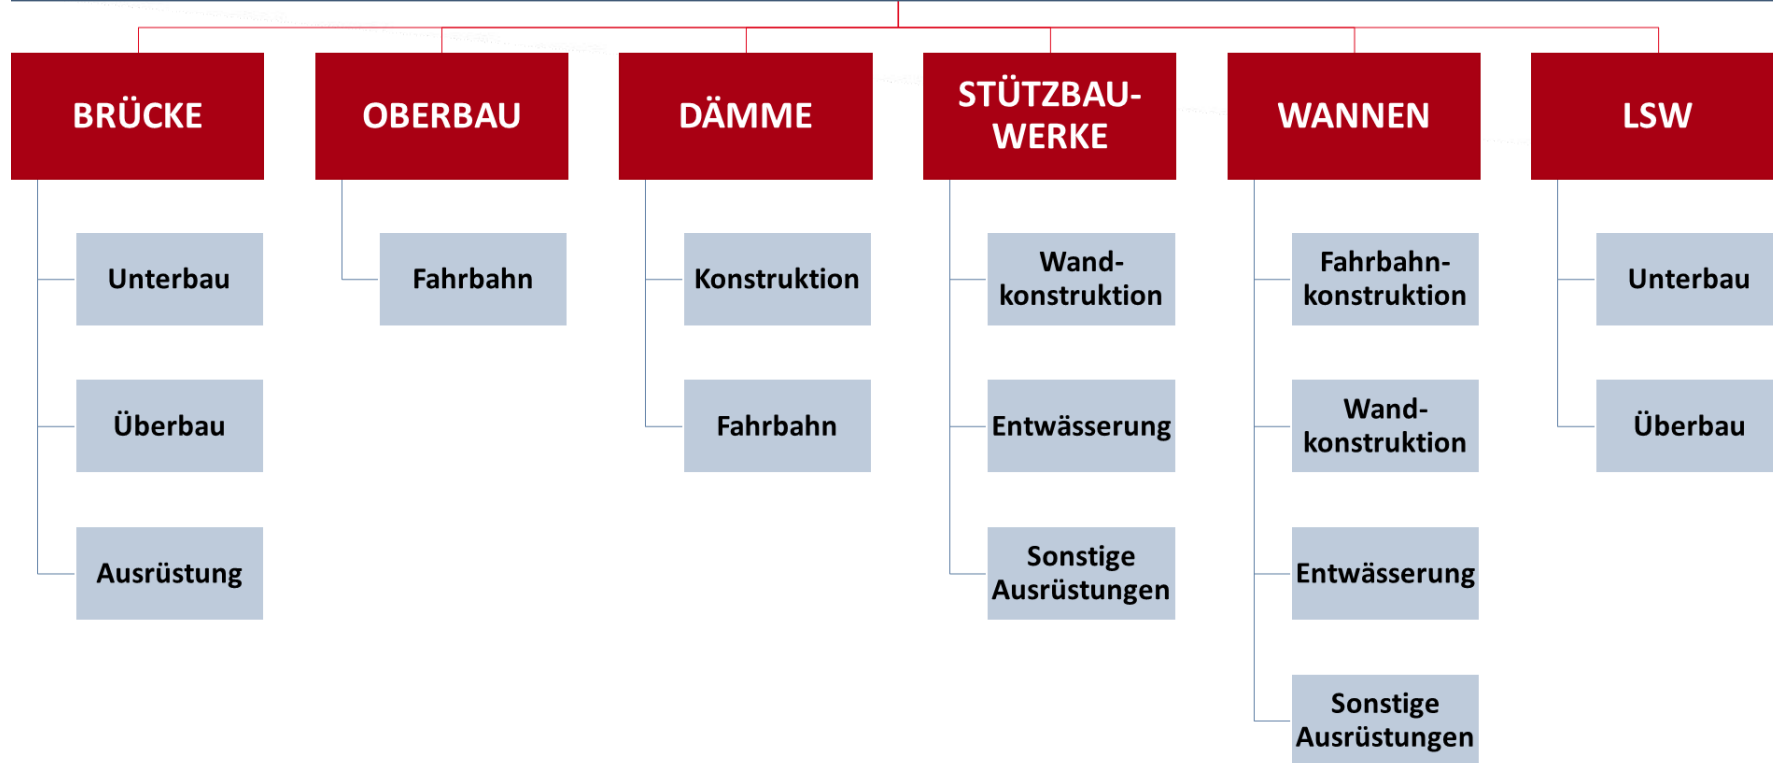 BRÜCKE
Unterbau
Überbau
Ausrüstung
OBERBAU
Fahrbahn
DÄMME
Konstruktion
Fahrbahn
STÜTZBAU-
WERKE
Wand-
konstruktion
Entwässerung
Sonstige
Ausrüstungen
WANNEN
Fahrbahn-
konstruktion
Wand-
konstruktion
Entwässerung
Sonstige
Ausrüstungen
LSW
Unterbau
Überbau